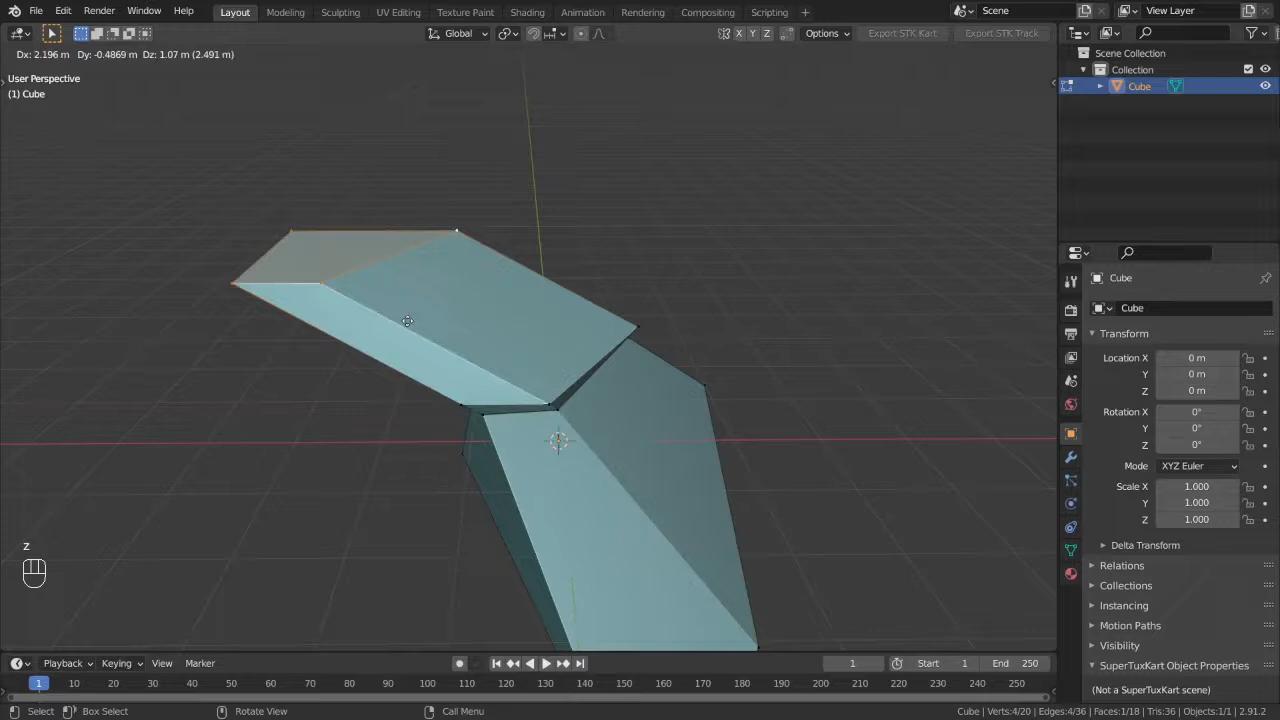 File Edit Render Window Help Layout Modeling Sculpting UV Editing Texture Paint Shading Animation Rendering Compositing Scripting + Scene View Layer
Global X Y Z Options Export STK Kart Export STK Track
Dx: 2.196 m Dy: -0.4869 m Dz: 1.07 m (2.491 m)
User Perspective
(1) Cube
Scene Collection
Collection
Cube
Cube
Cube
Transform
Location X 0 m
Y 0 m
Z 0 m
Rotation X 0°
Y 0°
Z 0°
Mode XYZ Euler
Scale X 1.000
Y 1.000
Z 1.000
Delta Transform
Relations
Collections
Instancing
Motion Paths
Visibility
SuperTuxKart Object Properties
(Not a SuperTuxKart scene)
Z
Playback Keying View Marker 1 Start 1 End 250
1 10 20 30 40 50 60 70 80 90 100 110 120 130 140 150 160 170 180 190 200 210 220 230 240 250
Select Box Select Rotate View Call Menu Cube | Verts:4/20 | Edges:4/36 | Faces:1/18 | Tris:36 | Objects:1/1 | 2.91.2